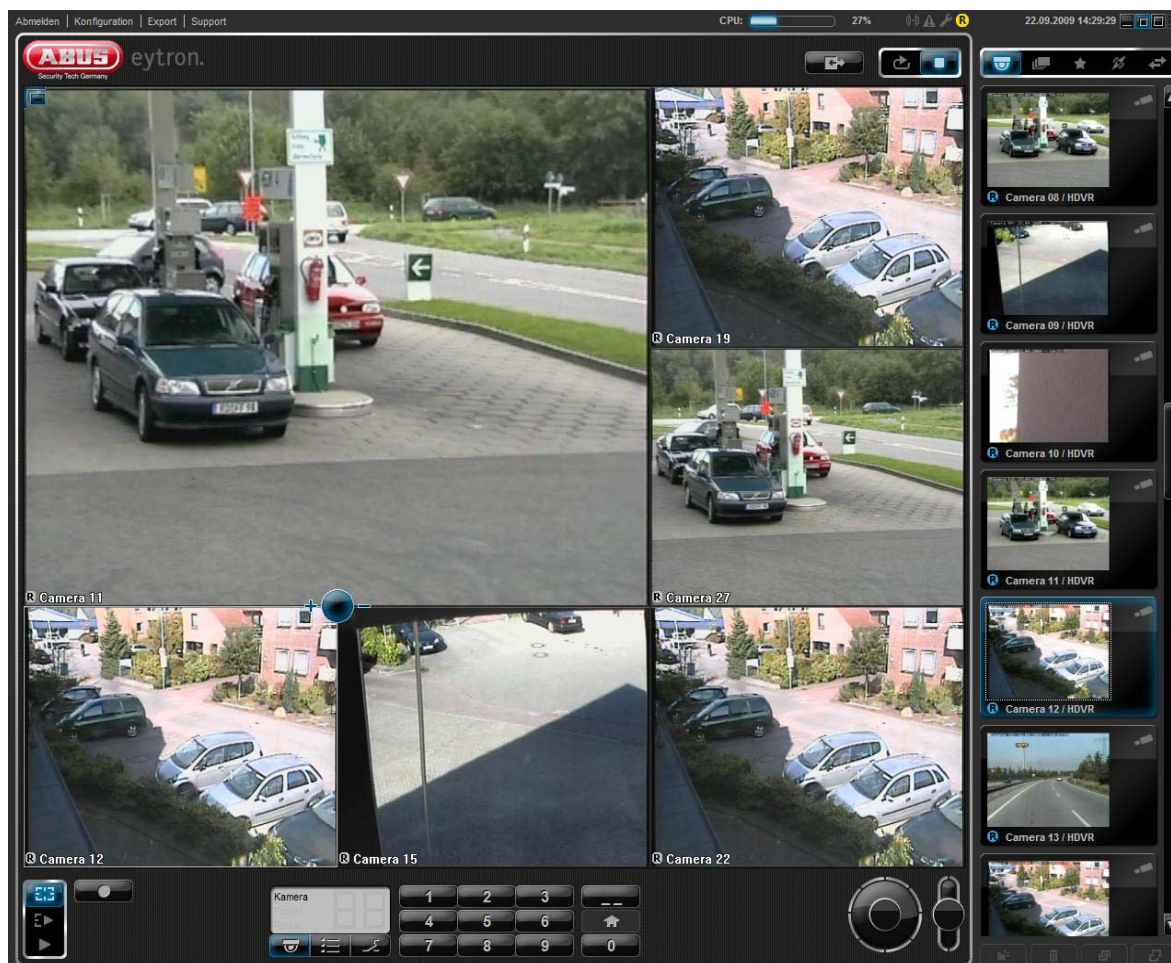 Abmelden | Konfiguration | Export | Support
CPU: 27% R 22.09.2009 14:29:29
ABUS eytron.
Security Tech Germany
R Camera 11
R Camera 19
R Camera 27
R Camera 12
R Camera 15
R Camera 22
R Camera 08 / HDVR
R Camera 09 / HDVR
R Camera 10 / HDVR
R Camera 11 / HDVR
R Camera 12 / HDVR
R Camera 13 / HDVR
Kamera
1 2 3 _ _
4 5 6
7 8 9 0